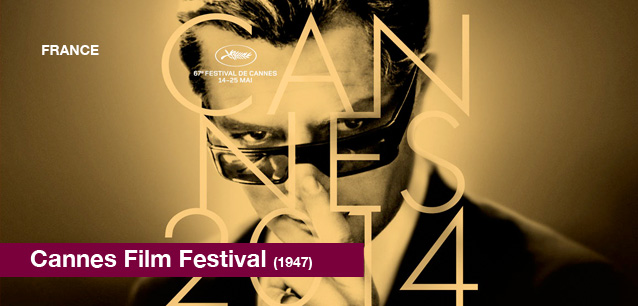 FRANCE
CAN
67e FESTIVAL DE CANNES
14-25 MAI
NES
2014
Cannes Film Festival (1947)